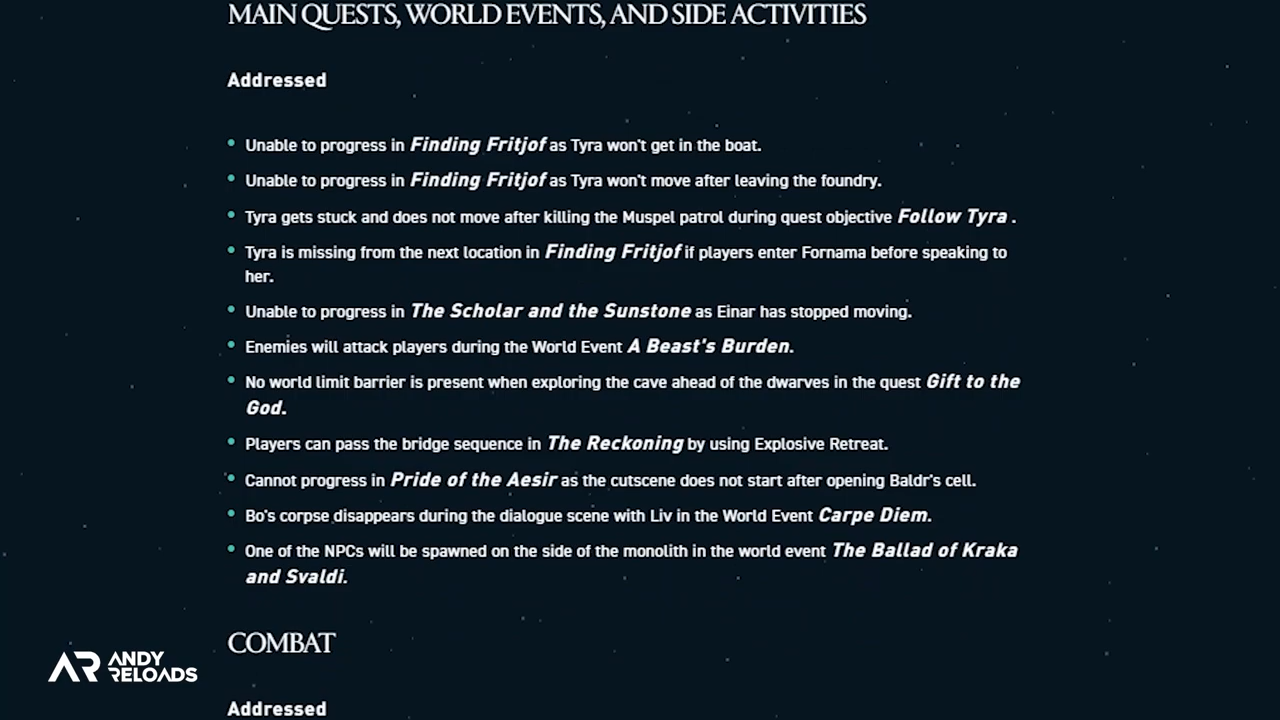 MAIN QUESTS, WORLD EVENTS, AND SIDE ACTIVITIES
Addressed
• Unable to progress in Finding Fritjof as Tyra won't get in the boat.
• Unable to progress in Finding Fritjof as Tyra won't move after leaving the foundry.
• Tyra gets stuck and does not move after killing the Muspel patrol during quest objective Follow Tyra .
• Tyra is missing from the next location in Finding Fritjof if players enter Fornama before speaking to
her.
• Unable to progress in The Scholar and the Sunstone as Einar has stopped moving.
• Enemies will attack players during the World Event A Beast's Burden.
• No world limit barrier is present when exploring the cave ahead of the dwarves in the quest Gift to the
God.
• Players can pass the bridge sequence in The Reckoning by using Explosive Retreat.
• Cannot progress in Pride of the Aesir as the cutscene does not start after opening Baldr's cell.
• Bo's corpse disappears during the dialogue scene with Liv in the World Event Carpe Diem.
• One of the NPCs will be spawned on the side of the monolith in the world event The Ballad of Kraka
and Svaldi.
COMBAT
Addressed
AR ANDY
RELOADS